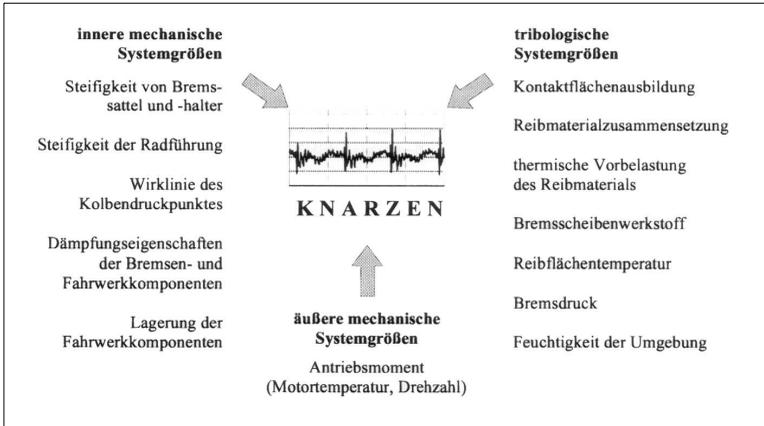 innere mechanische
Systemgrößen
Steifigkeit von Brems-
sattel und -halter
Steifigkeit der Radführung
Wirklinie des
Kolbendruckpunktes
Dämpfungseigenschaften
der Bremsen- und
Fahrwerkkomponenten
Lagerung der
Fahrwerkkomponenten
KNARZEN
äußere mechanische
Systemgrößen
Antriebsmoment
(Motortemperatur, Drehzahl)
tribologische
Systemgrößen
Kontaktflächenausbildung
Reibmaterialzusammensetzung
thermische Vorbelastung
des Reibmaterials
Bremsscheibenwerkstoff
Reibflächentemperatur
Bremsdruck
Feuchtigkeit der Umgebung